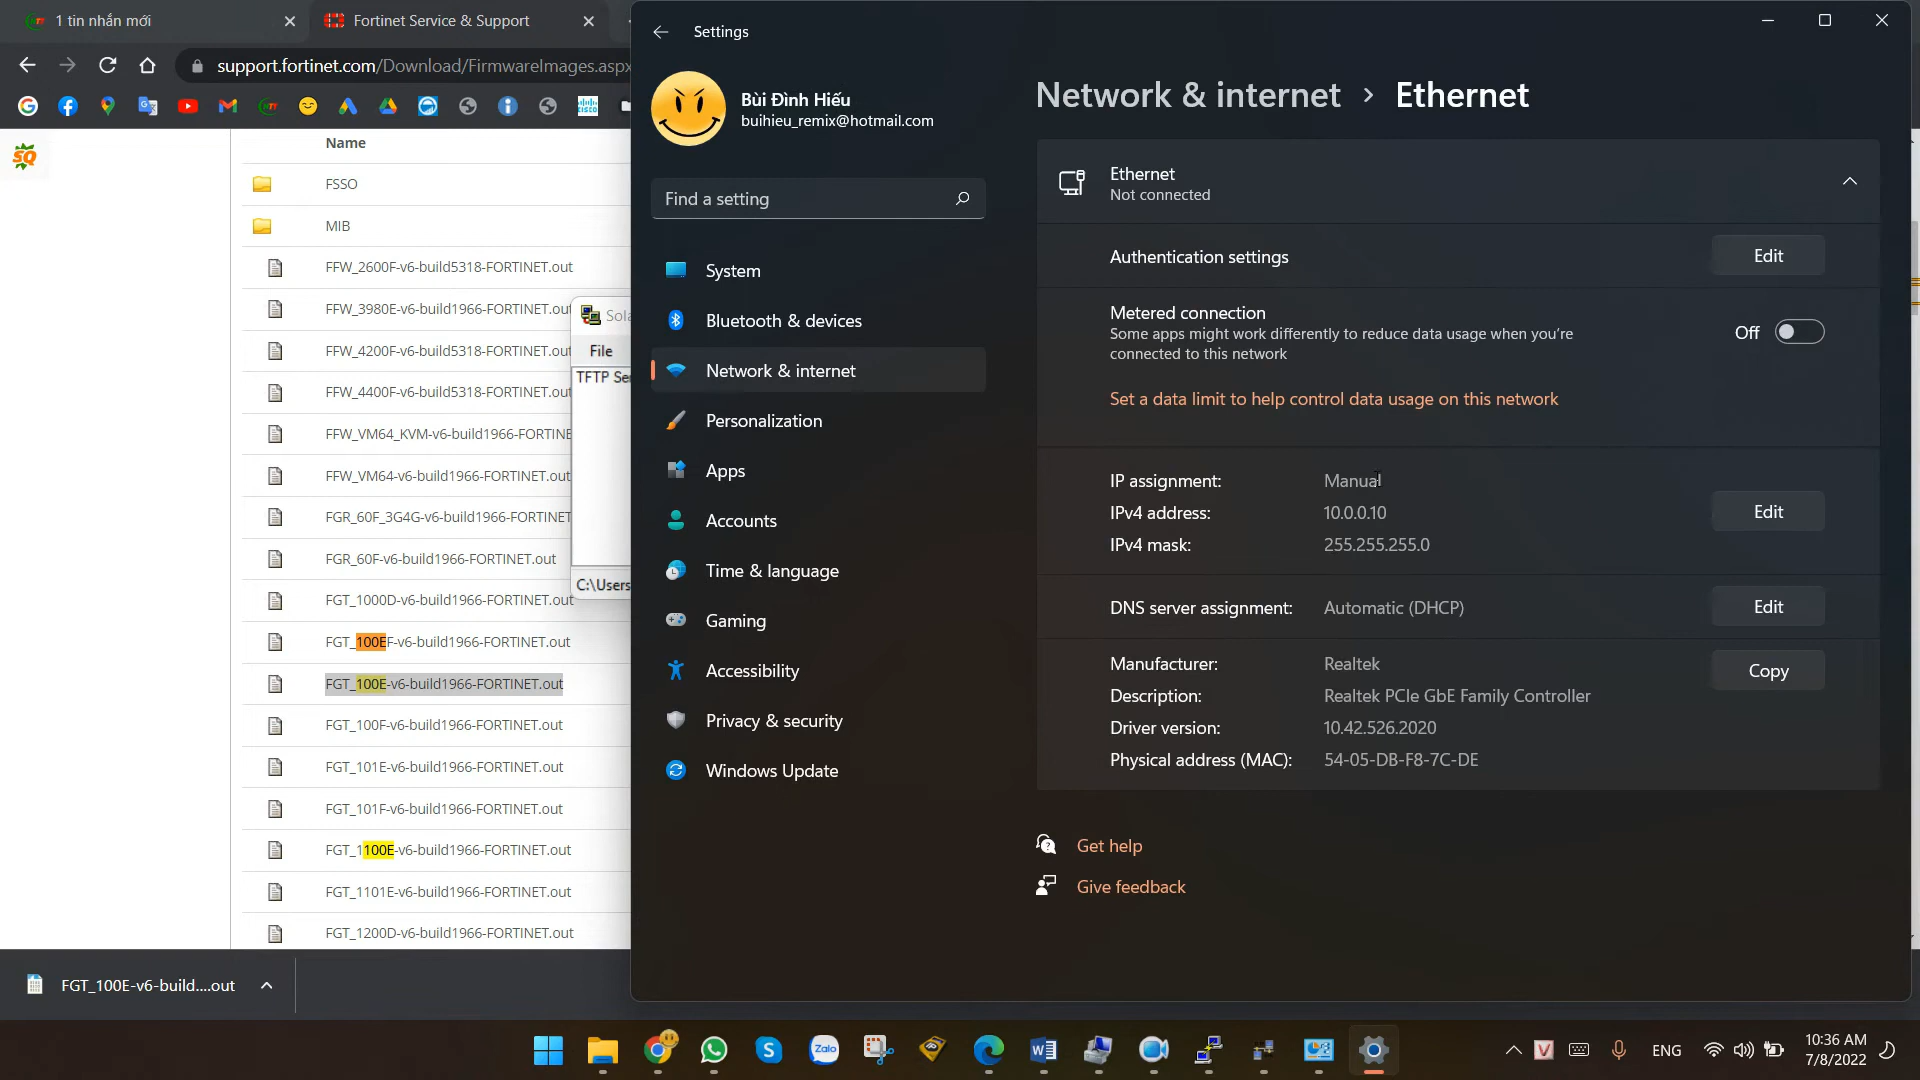 1 tin nhắn mới
Fortinet Service & Support
support.fortinet.com/Download/FirmwareImages.aspx
Name
FSSO
MIB
FFW_2600F-v6-build5318-FORTINET.out
FFW_3980E-v6-build1966-FORTINET.out
FFW_4200F-v6-build5318-FORTINET.out
FFW_4400F-v6-build5318-FORTINET.out
FFW_VM64_KVM-v6-build1966-FORTINE
FFW_VM64-v6-build1966-FORTINET.out
FGR_60F_3G4G-v6-build1966-FORTINET
FGR_60F-v6-build1966-FORTINET.out
FGT_1000D-v6-build1966-FORTINET.out
FGT_100EF-v6-build1966-FORTINET.out
FGT_100E-v6-build1966-FORTINET.out
FGT_100F-v6-build1966-FORTINET.out
FGT_101E-v6-build1966-FORTINET.out
FGT_101F-v6-build1966-FORTINET.out
FGT_1100E-v6-build1966-FORTINET.out
FGT_1101E-v6-build1966-FORTINET.out
FGT_1200D-v6-build1966-FORTINET.out
FGT_100E-v6-build....out
Sola
File
TFTP Ser
C:\Users
Settings
Bùi Đình Hiếu
buihieu_remix@hotmail.com
Find a setting
System
Bluetooth & devices
Network & internet
Personalization
Apps
Accounts
Time & language
Gaming
Accessibility
Privacy & security
Windows Update
Network & internet > Ethernet
Ethernet
Not connected
Authentication settings
Edit
Metered connection
Some apps might work differently to reduce data usage when you're
connected to this network
Off
Set a data limit to help control data usage on this network
IP assignment: Manual
IPv4 address: 10.0.0.10
IPv4 mask: 255.255.255.0
Edit
DNS server assignment: Automatic (DHCP)
Edit
Manufacturer: Realtek
Description: Realtek PCIe GbE Family Controller
Driver version: 10.42.526.2020
Physical address (MAC): 54-05-DB-F8-7C-DE
Copy
Get help
Give feedback
Zalo
ENG
10:36 AM
7/8/2022